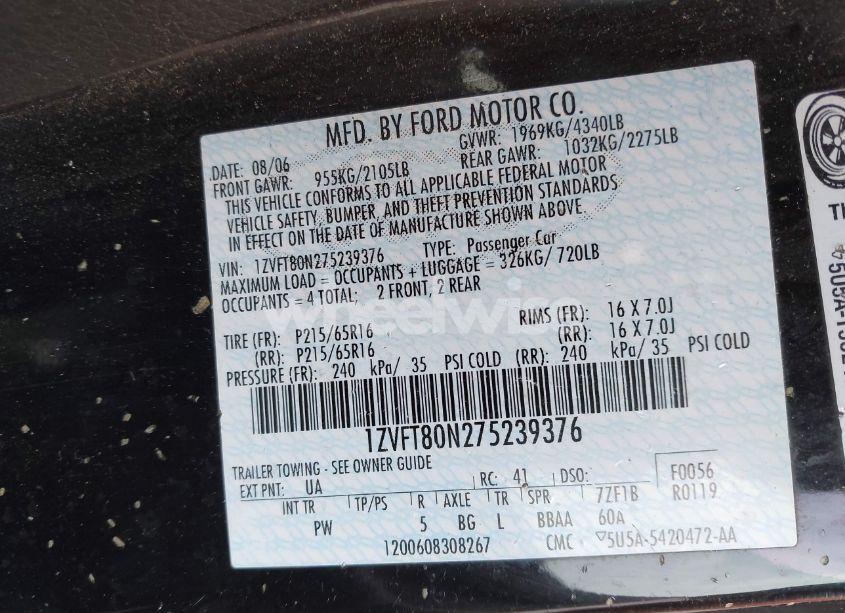 MFD. BY FORD MOTOR CO.
DATE: 08/06 GVWR: 1969KG/4340LB
FRONT GAWR: 955KG/2105LB REAR GAWR: 1032KG/2275LB
THIS VEHICLE CONFORMS TO ALL APPLICABLE FEDERAL MOTOR
VEHICLE SAFETY, BUMPER, AND THEFT PREVENTION STANDARDS
IN EFFECT ON THE DATE OF MANUFACTURE SHOWN ABOVE.
VIN: 1ZVFT80N275239376 TYPE: Passenger Car
MAXIMUM LOAD = OCCUPANTS + LUGGAGE = 326KG/ 720LB
OCCUPANTS = 4 TOTAL; 2 FRONT, 2 REAR
wheelwise
TIRE (FR): P215/65R16 RIMS (FR): 16 X 7.0J
(RR): P215/65R16 (RR): 16 X 7.0J
PRESSURE (FR): 240 kPa/ 35 PSI COLD (RR): 240 kPa/ 35 PSI COLD
1ZVFT80N275239376
TRAILER TOWING - SEE OWNER GUIDE
EXT PNT: UA RC: 41 DSO: F0056
R0119
INT TR TP/PS R AXLE TR SPR 7ZF1B
PW 5 BG L BBAA 60A
1200608308267 CMC ▽5U5A-5420472-AA